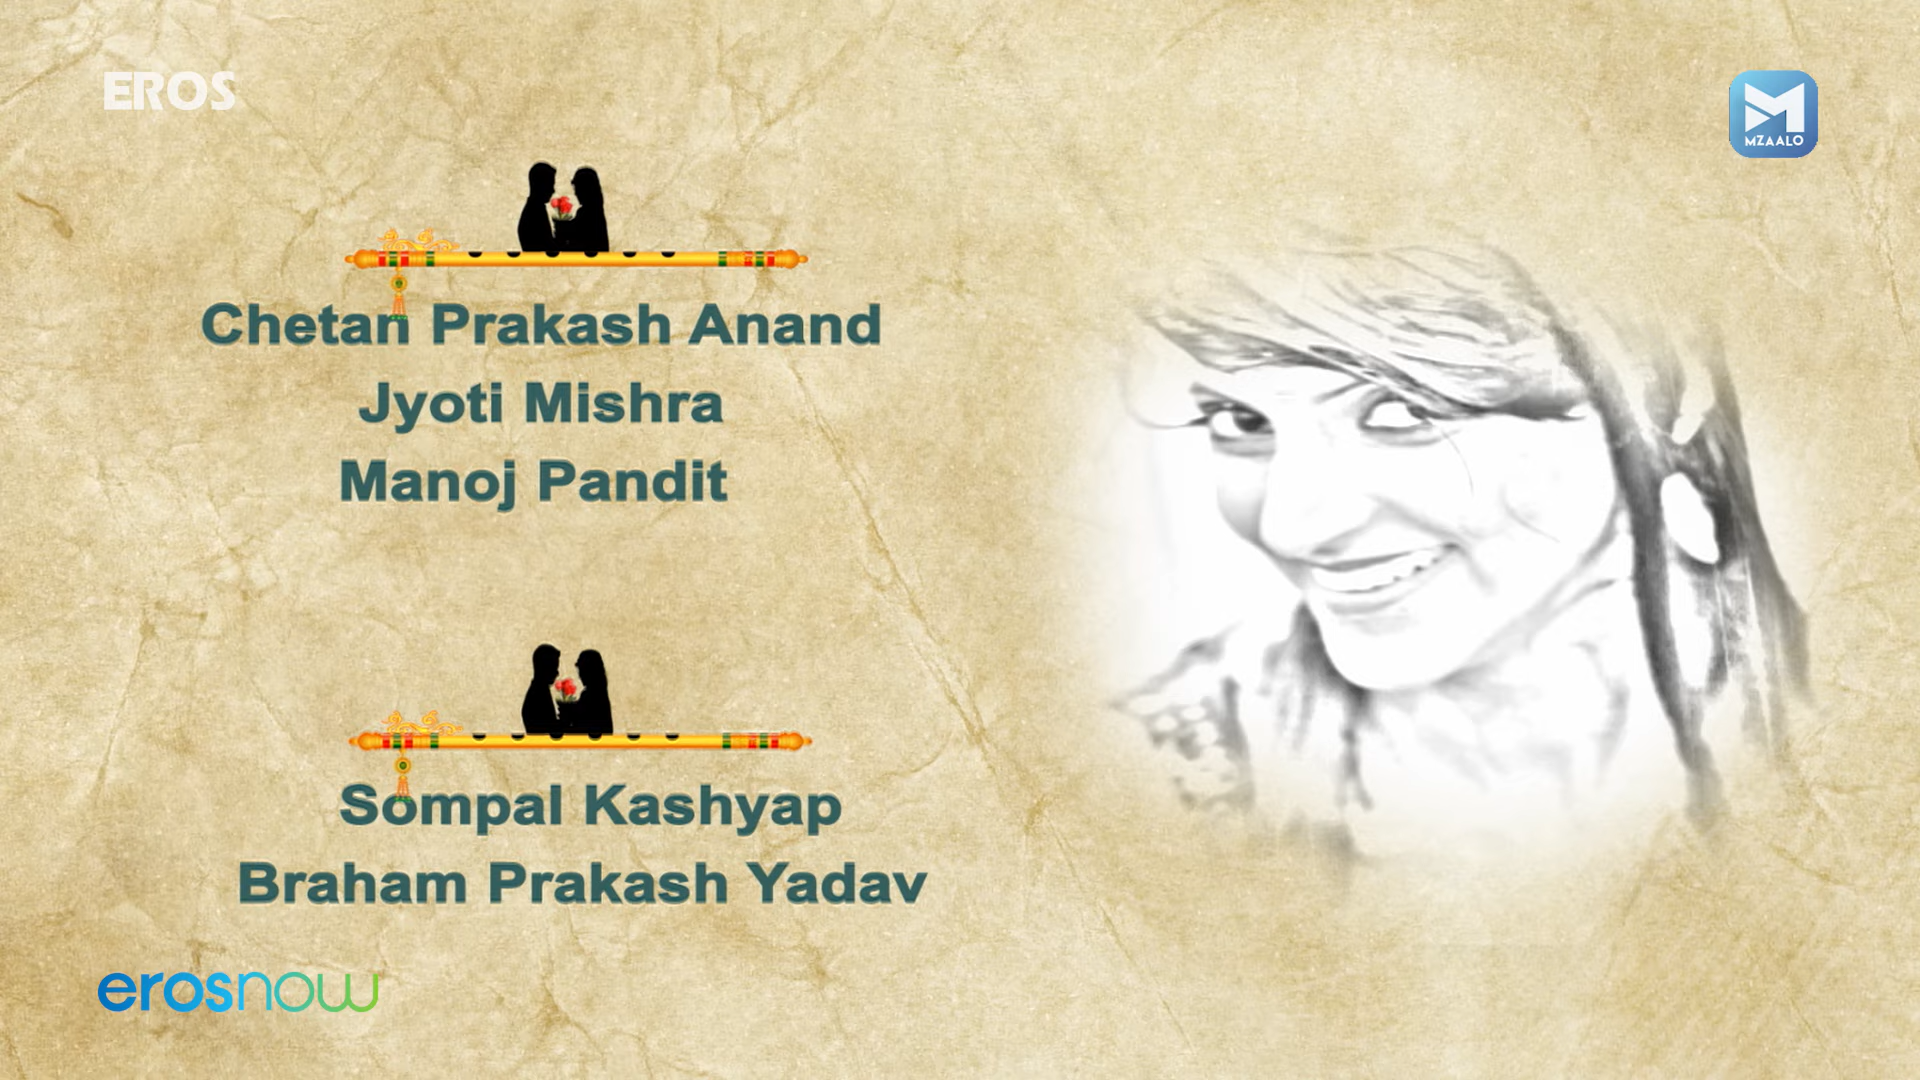 EROS
MZAALO
Chetan Prakash Anand
Jyoti Mishra
Manoj Pandit
Sompal Kashyap
Braham Prakash Yadav
erosnow